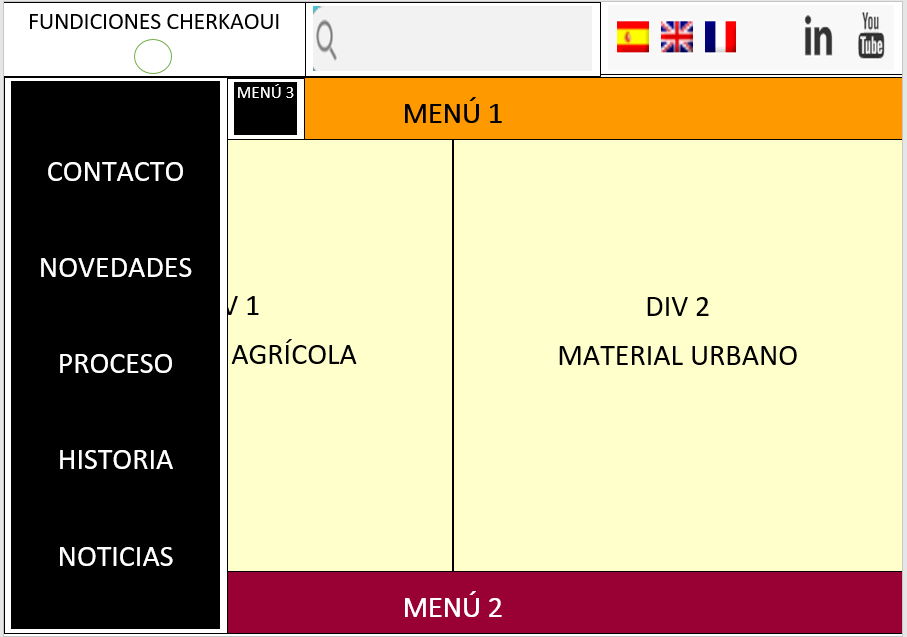 FUNDICIONES CHERKAOUI
in
You
Tube
MENÚ 3
MENÚ 1
CONTACTO
NOVEDADES
PROCESO
HISTORIA
NOTICIAS
V 1
AGRÍCOLA
DIV 2
MATERIAL URBANO
MENÚ 2